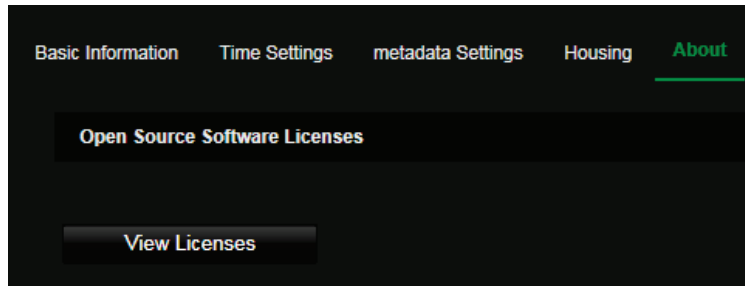 Basic Information Time Settings metadata Settings Housing About
Open Source Software Licenses
View Licenses